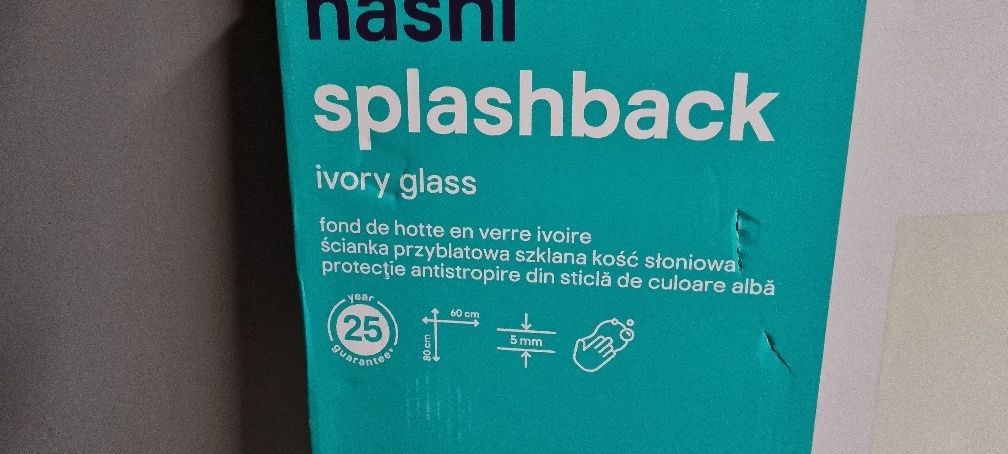 nashi
splashback
ivory glass
fond de hotte en verre ivoire
ścianka przyblatowa szklana kość słoniowa
protecţie antistropire din sticlă de culoare albă
year
25
guarantee
60 cm
80 cm
5 mm